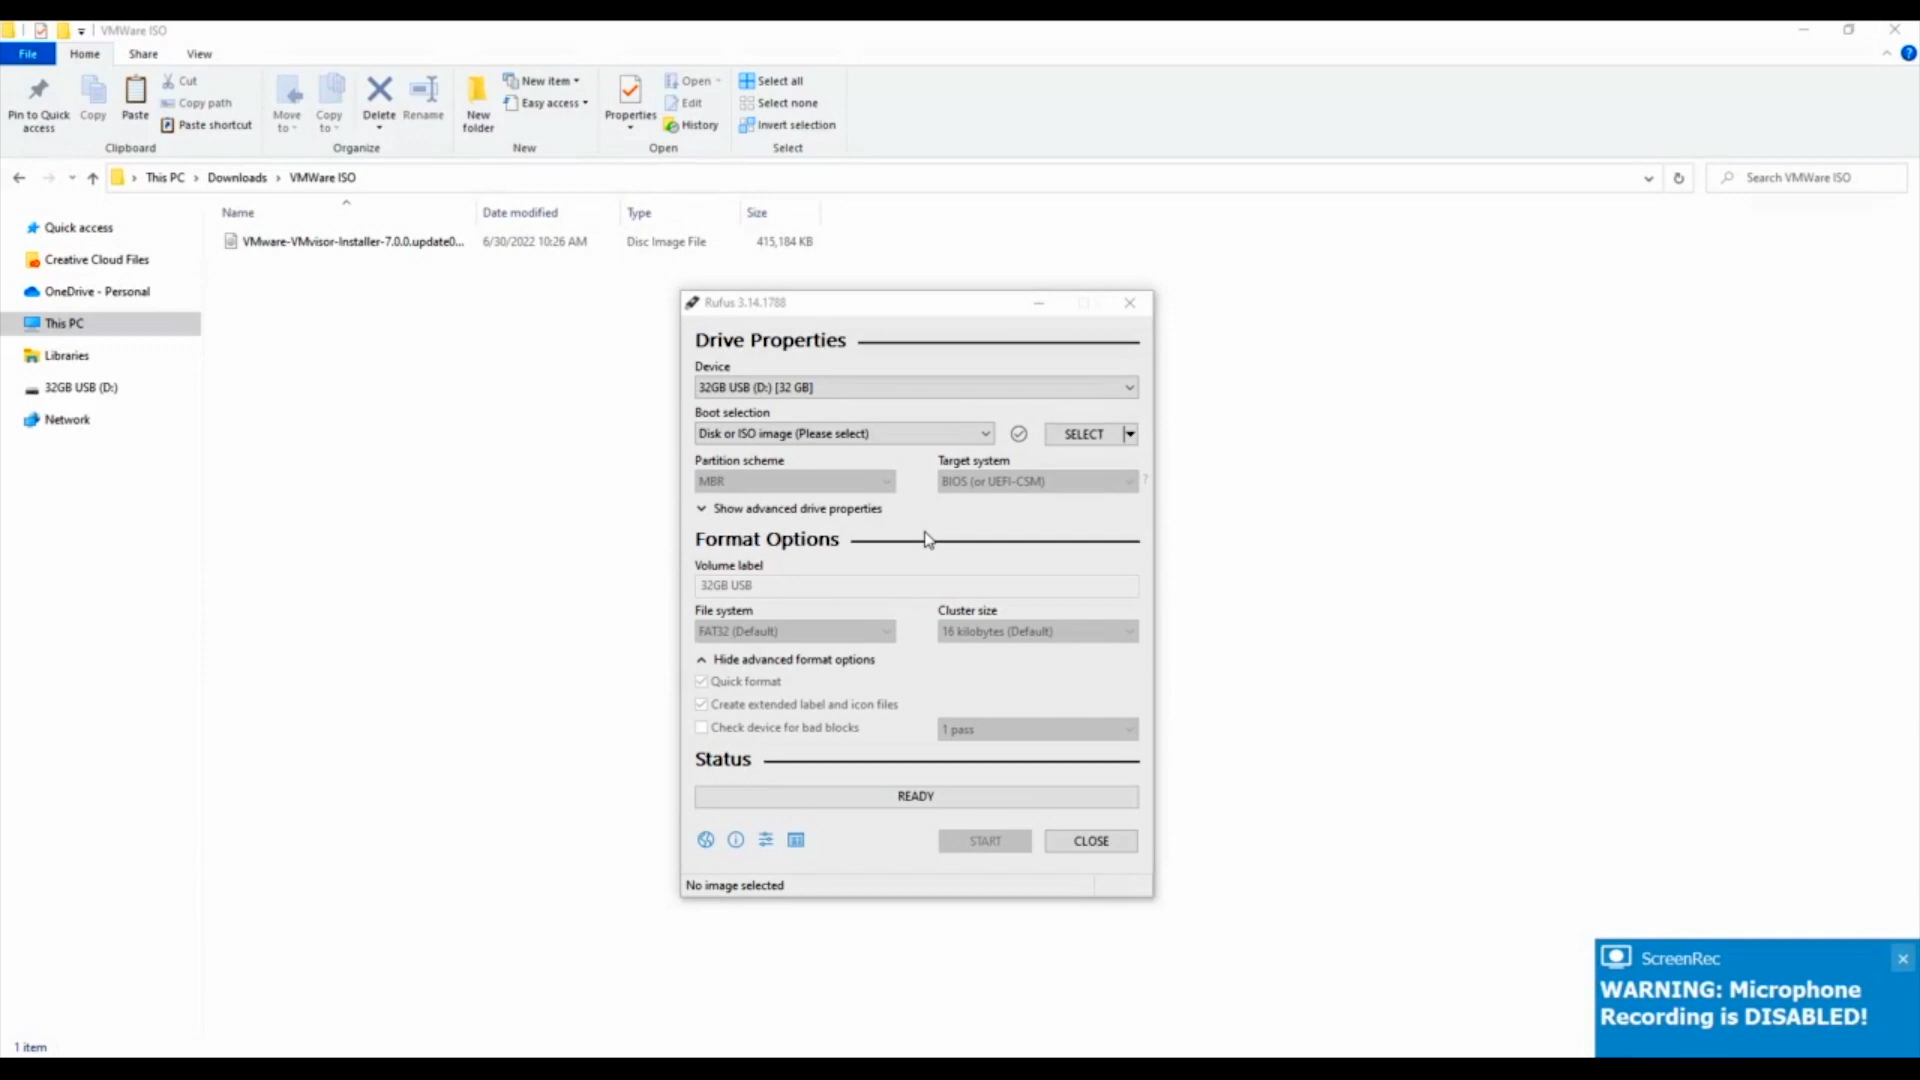 VMWare ISO
File Home Share View
Pin to Quick access
Copy
Paste
Cut
Copy path
Paste shortcut
Move to
Copy to
Delete
Rename
New folder
New item
Easy access
Properties
Open
Edit
History
Select all
Select none
Invert selection
Clipboard Organize New Open Select
This PC Downloads VMWare ISO
Search VMWare ISO
Name Date modified Type Size
VMware-VMvisor-Installer-7.0.0.update0... 6/30/2022 10:26 AM Disc Image File 415,184 KB
Quick access
Creative Cloud Files
OneDrive - Personal
This PC
Libraries
32GB USB (D:)
Network
Rufus 3.14.1788
Drive Properties
Device
32GB USB (D:) [32 GB]
Boot selection
Disk or ISO image (Please select)
SELECT
Partition scheme Target system
MBR BIOS (or UEFI-CSM) ?
Show advanced drive properties
Format Options
Volume label
32GB USB
File system Cluster size
FAT32 (Default) 16 kilobytes (Default)
Hide advanced format options
Quick format
Create extended label and icon files
Check device for bad blocks 1 pass
Status
READY
START CLOSE
No image selected
ScreenRec
WARNING: Microphone
Recording is DISABLED!
1 item